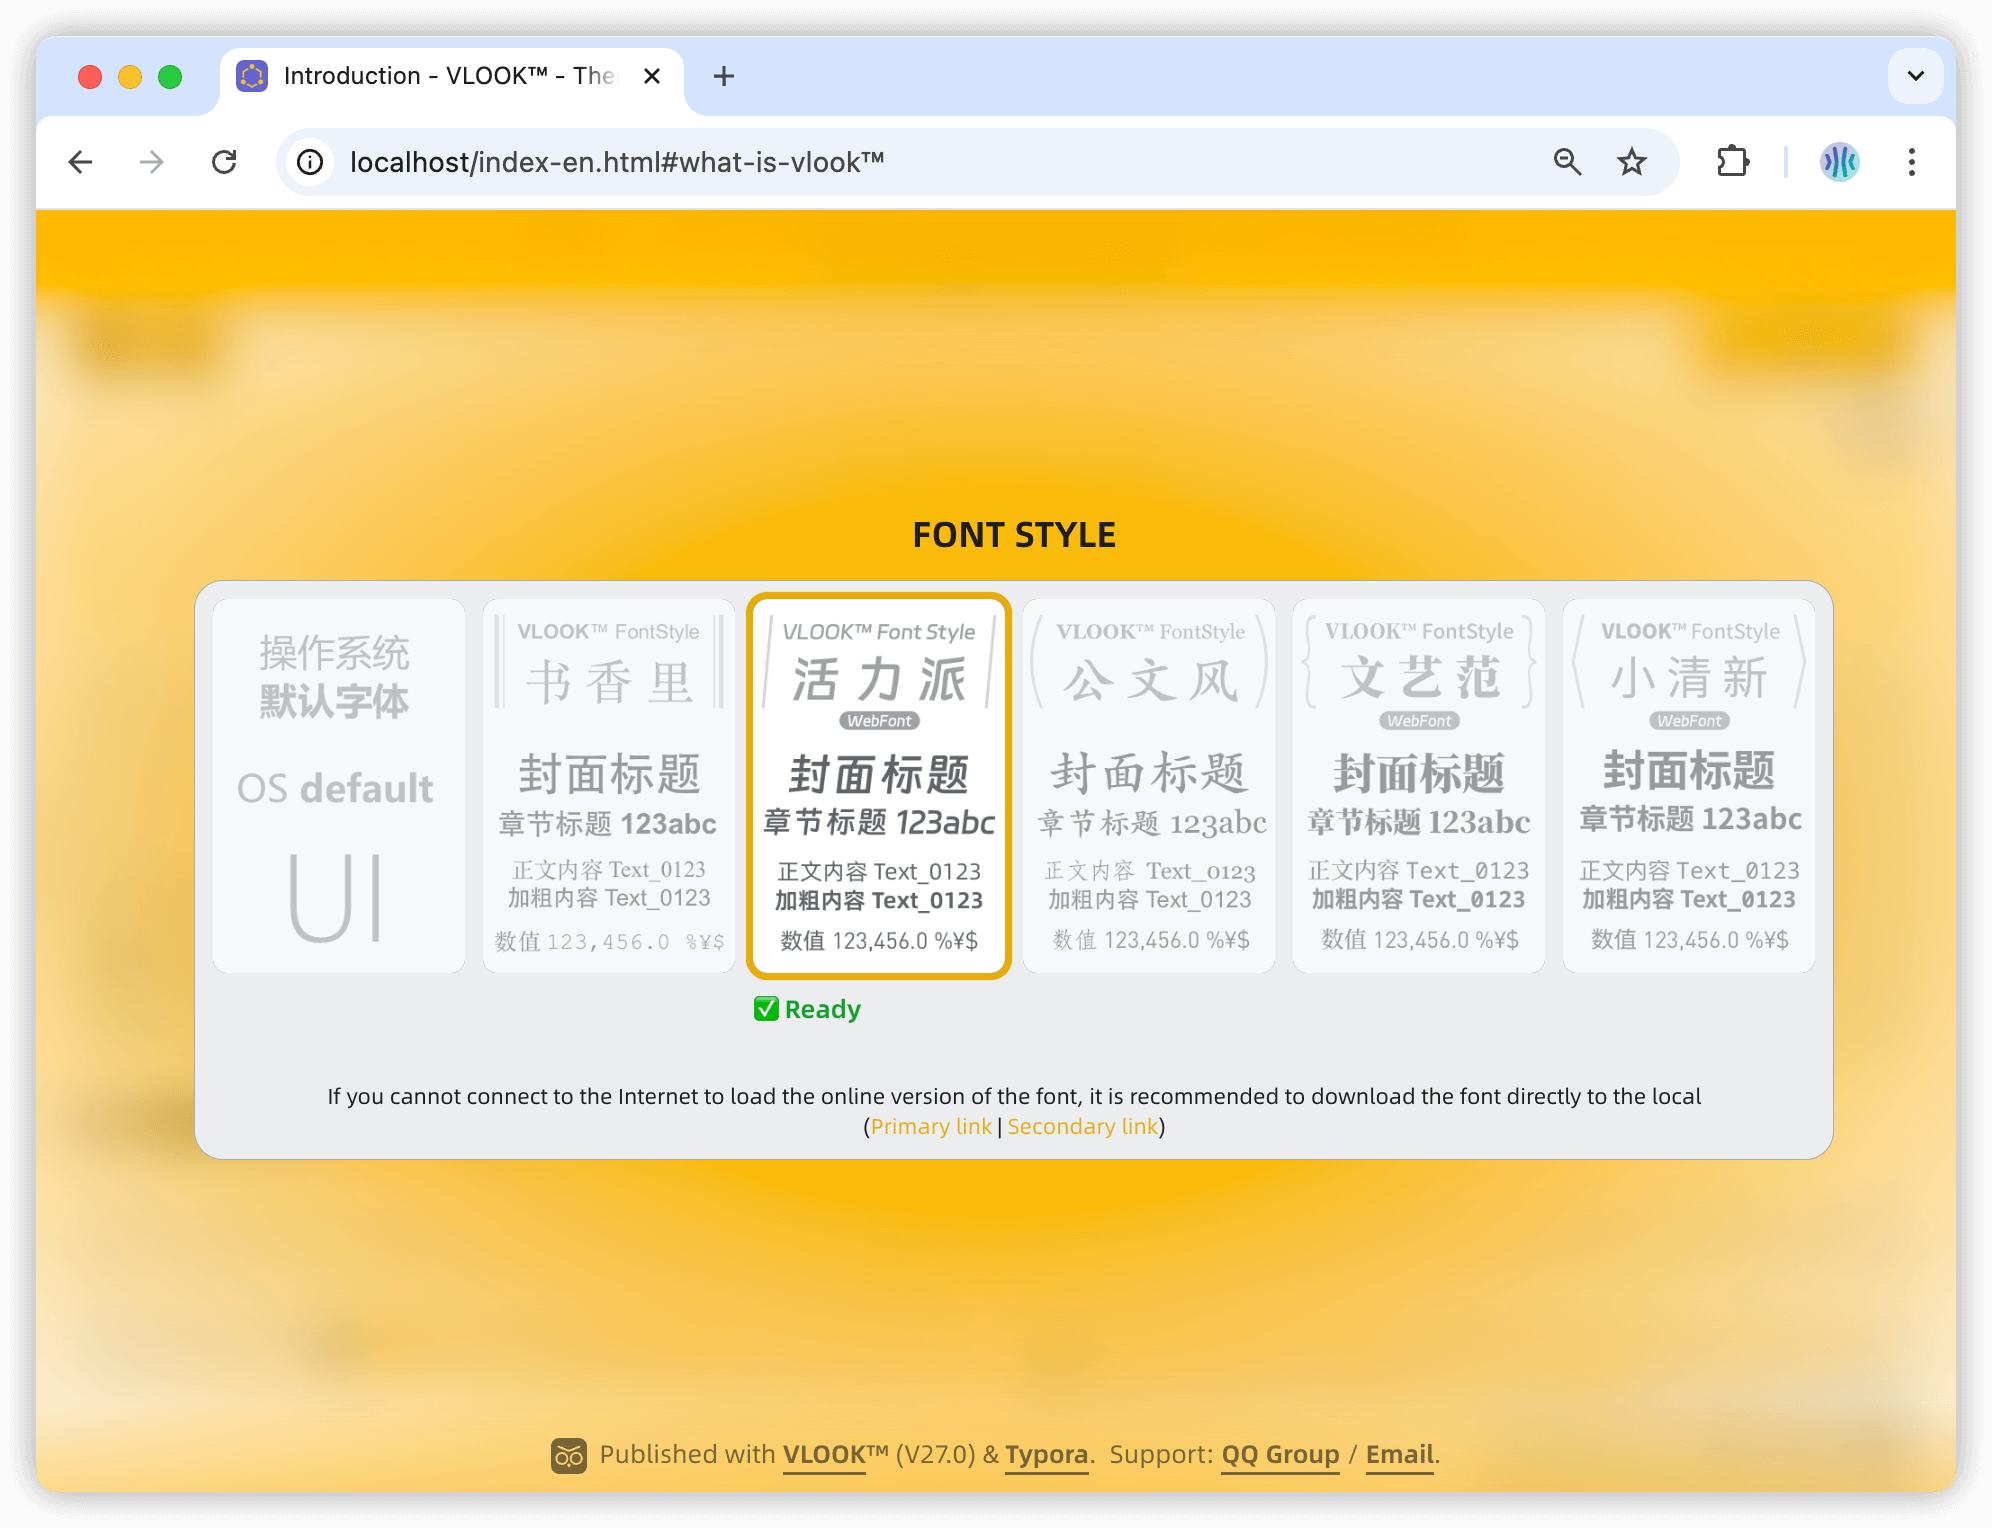 Introduction - VLOOK™ - The
localhost/index-en.html#what-is-vlook™
FONT STYLE
操作系统
默认字体
OS default
UI
VLOOK™ FontStyle
书香里
封面标题
章节标题 123abc
正文内容 Text_0123
加粗内容 Text_0123
数值 123,456.0 %¥$
VLOOK™ Font Style
活力派
WebFont
封面标题
章节标题 123abc
正文内容 Text_0123
加粗内容 Text_0123
数值 123,456.0 %¥$
✅ Ready
VLOOK™ FontStyle
公文风
封面标题
章节标题 123abc
正文内容 Text_0123
加粗内容 Text_0123
数值 123,456.0 %¥$
VLOOK™ FontStyle
文艺范
WebFont
封面标题
章节标题 123abc
正文内容 Text_0123
加粗内容 Text_0123
数值 123,456.0 %¥$
VLOOK™ FontStyle
小清新
WebFont
封面标题
章节标题 123abc
正文内容 Text_0123
加粗内容 Text_0123
数值 123,456.0 %¥$
If you cannot connect to the Internet to load the online version of the font, it is recommended to download the font directly to the local
(Primary link | Secondary link)
Published with VLOOK™ (V27.0) & Typora. Support: QQ Group / Email.